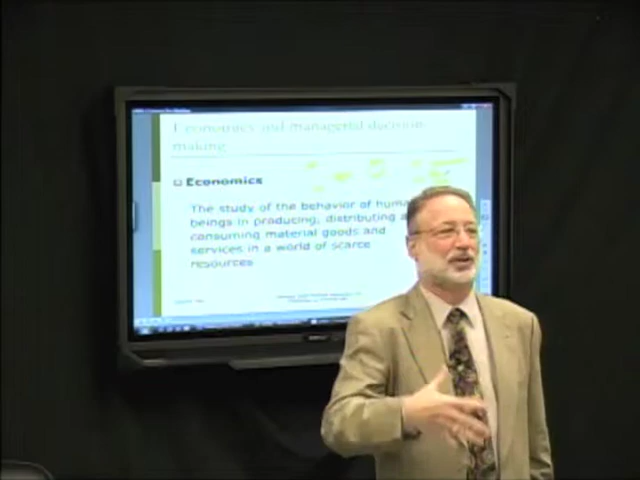 Economics and managerial decision
making
Economics
The study of the behavior of human
beings in producing, distributing a
consuming material goods and
services in a world of scarce
resources